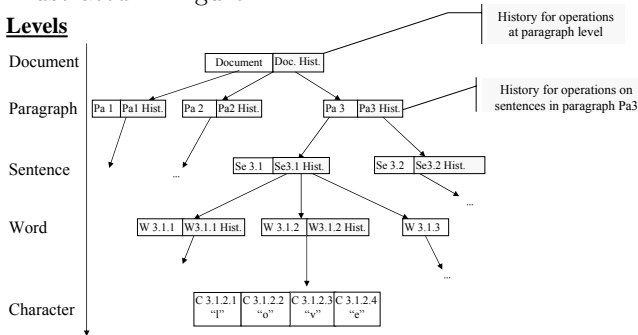 History for operations
at paragraph level
Levels
Document
Document Doc. Hist.
History for operations on
sentences in paragraph Pa3
Paragraph
Pa 1 Pa1 Hist. Pa 2 Pa2 Hist. Pa 3 Pa3 Hist.
...
Sentence
Se 3.1 Se3.1 Hist. Se 3.2 Se3.2 Hist.
...
Word
W 3.1.1 W3.1.1 Hist. W 3.1.2 W3.1.2 Hist. W 3.1.3
...
Character
C 3.1.2.1 C 3.1.2.2 C 3.1.2.3 C 3.1.2.4
“l” “o” “v” “e”